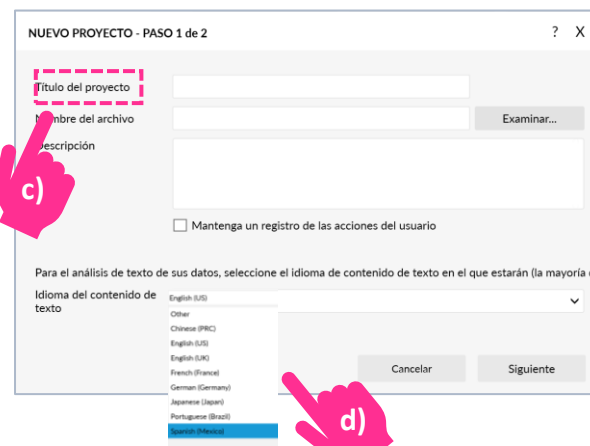 NUEVO PROYECTO - PASO 1 de 2 ? X
Título del proyecto
Nombre del archivo Examinar...
Descripción
c)
Mantenga un registro de las acciones del usuario
Para el análisis de texto de sus datos, seleccione el idioma de contenido de texto en el que estarán (la mayoría
Idioma del contenido de
texto
English (US)
Other
Chinese (PRC)
English (US)
English (UK)
French (France)
German (Germany)
Japanese (Japan)
Portuguese (Brazil)
Spanish (Mexico)
Cancelar Siguiente
d)